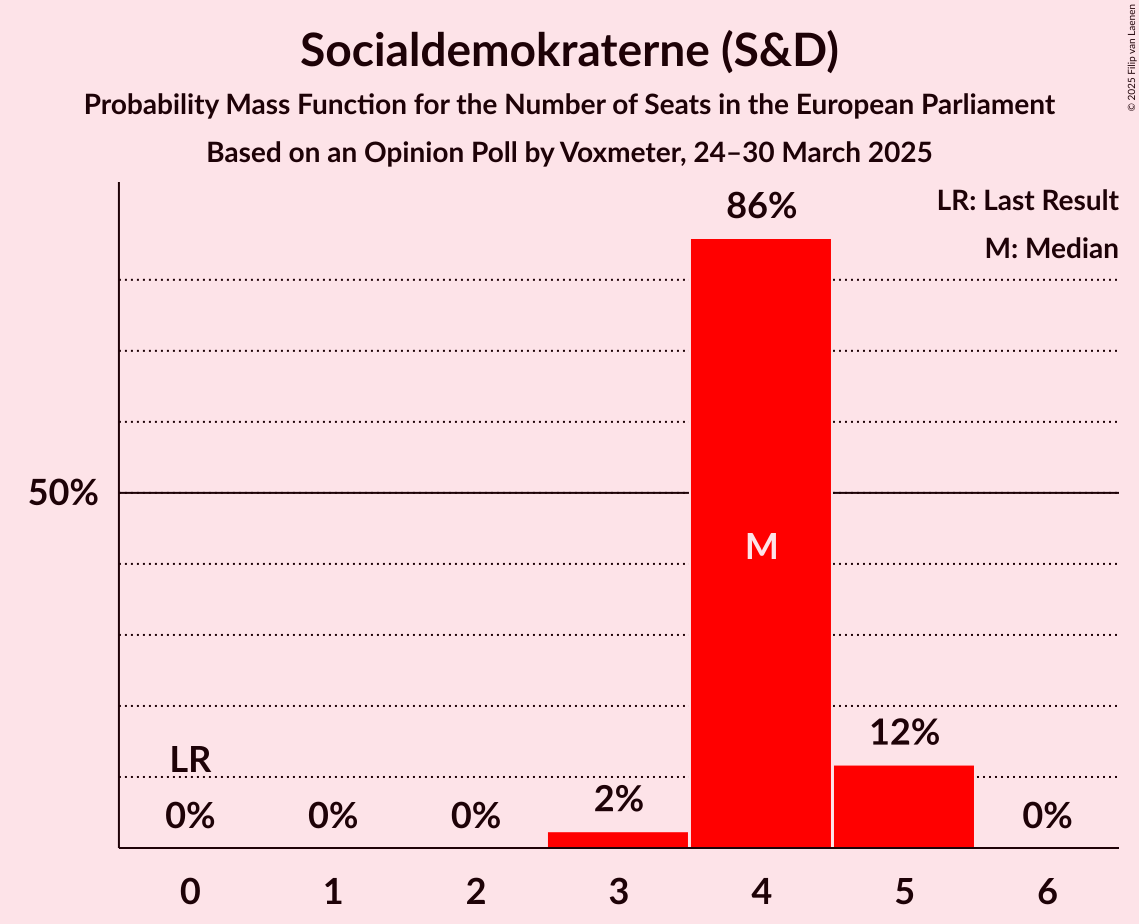 Socialdemokraterne (S&D)
Probability Mass Function for the Number of Seats in the European Parliament
Based on an Opinion Poll by Voxmeter, 24–30 March 2025
© 2025 Filip van Laenen
LR: Last Result
M: Median
86%
50%
M
12%
LR
2%
0%
0%
0%
0%
0
1
2
3
4
5
6